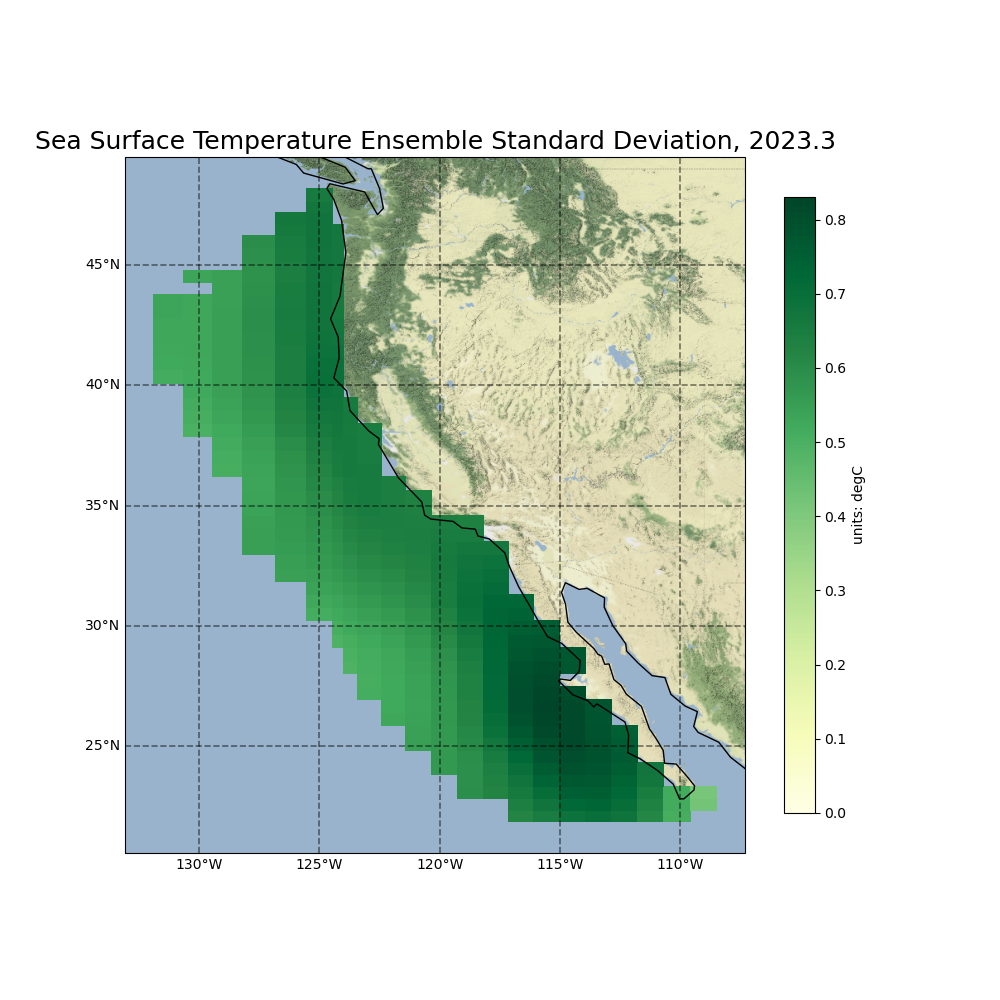 Sea Surface Temperature Ensemble Standard Deviation, 2023.3
45°N
40°N
35°N
30°N
25°N
130°W
125°W
120°W
115°W
110°W
0.8
0.7
0.6
0.5
0.4
0.3
0.2
0.1
0.0
units: degC